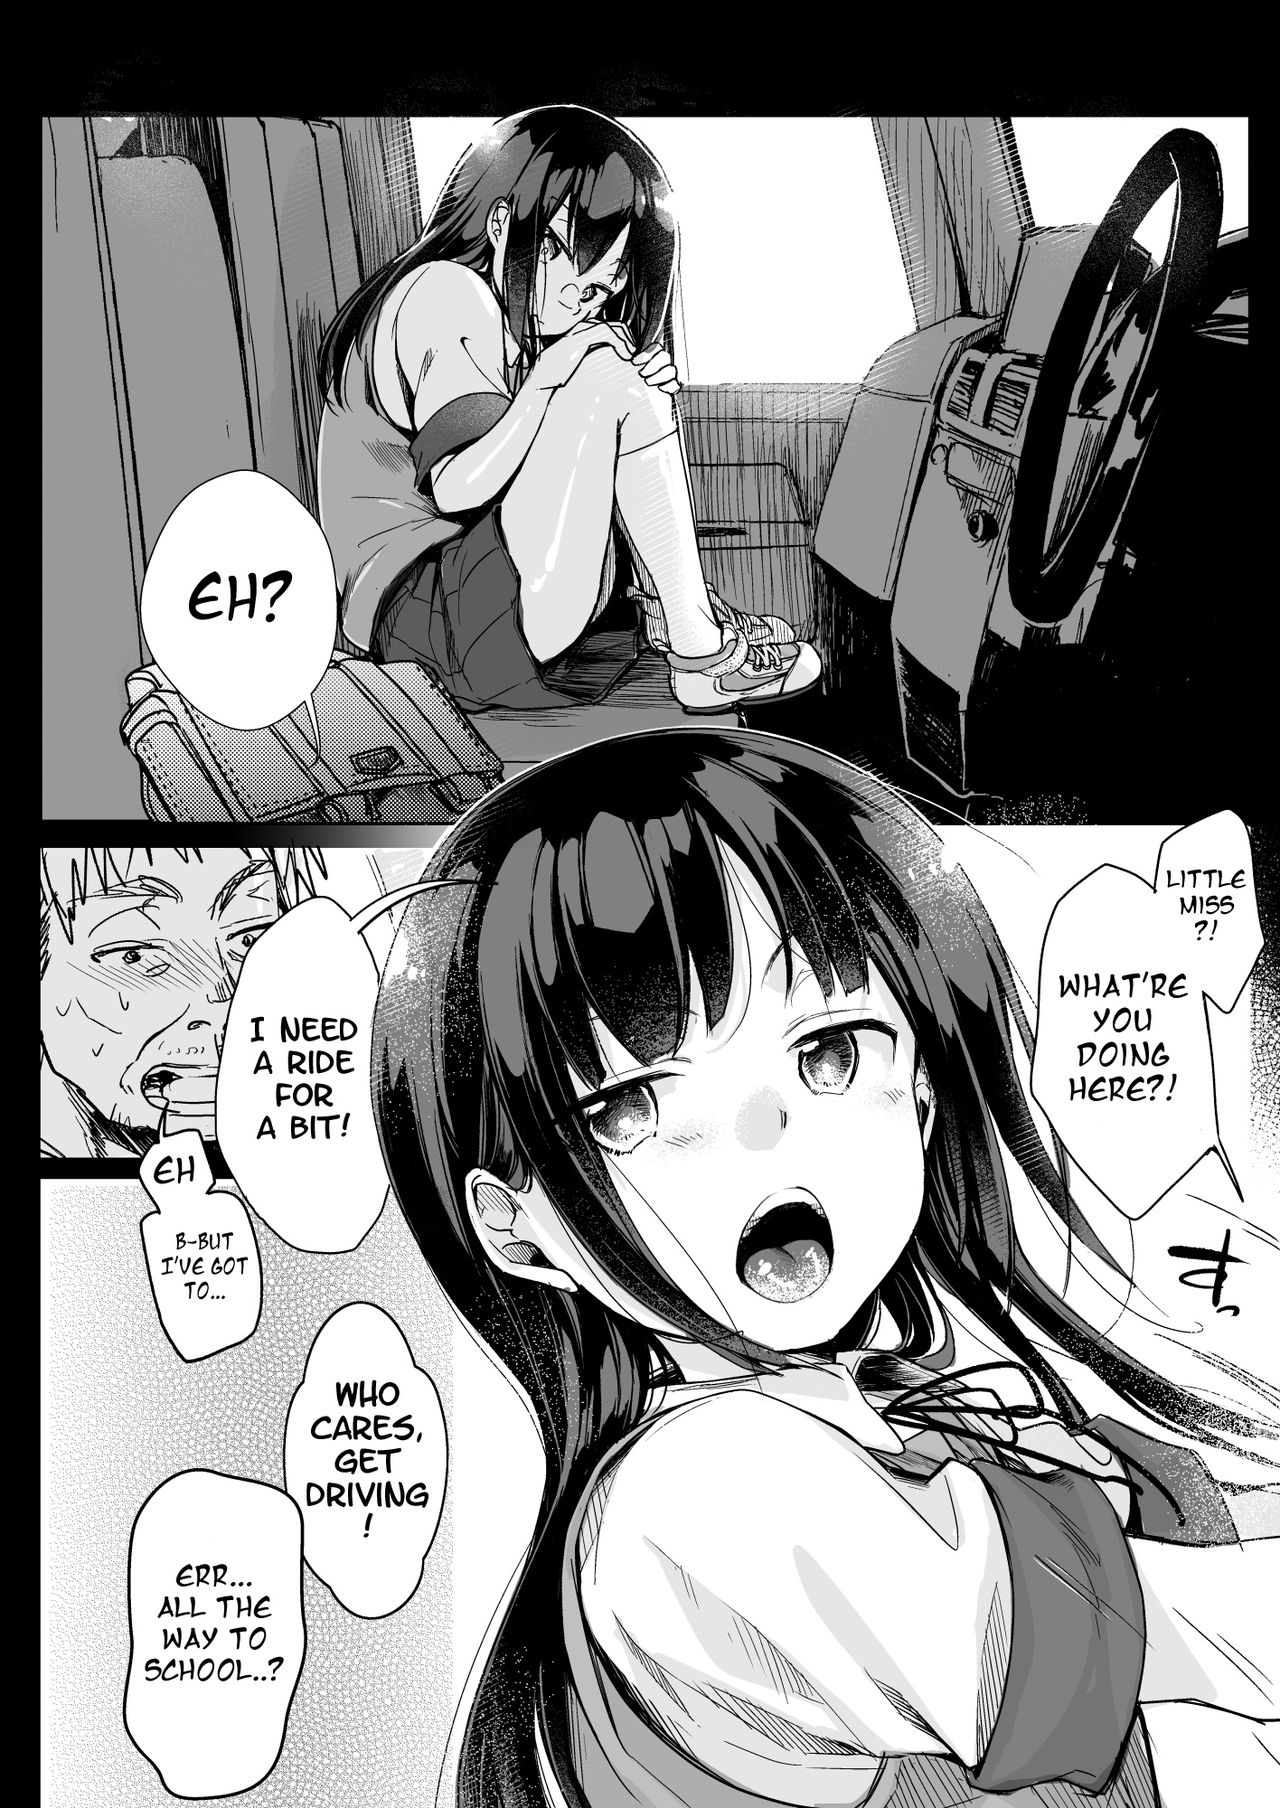 EH?
LITTLE
MISS
?!
WHAT'RE
YOU
DOING
HERE?!
I NEED
A RIDE
FOR
A BIT!
EH
B-BUT
I'VE GOT
TO...
すっ
WHO
CARES,
GET
DRIVING
!
ERR...
ALL THE
WAY TO
SCHOOL..?